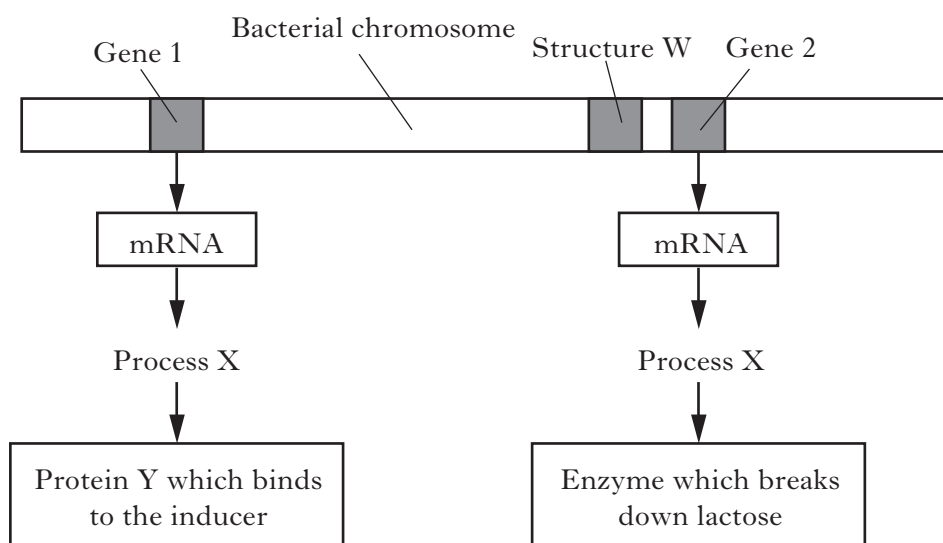 Bacterial chromosome
Gene 1
Structure W
Gene 2
mRNA
mRNA
Process X
Process X
Protein Y which binds
to the inducer
Enzyme which breaks
down lactose